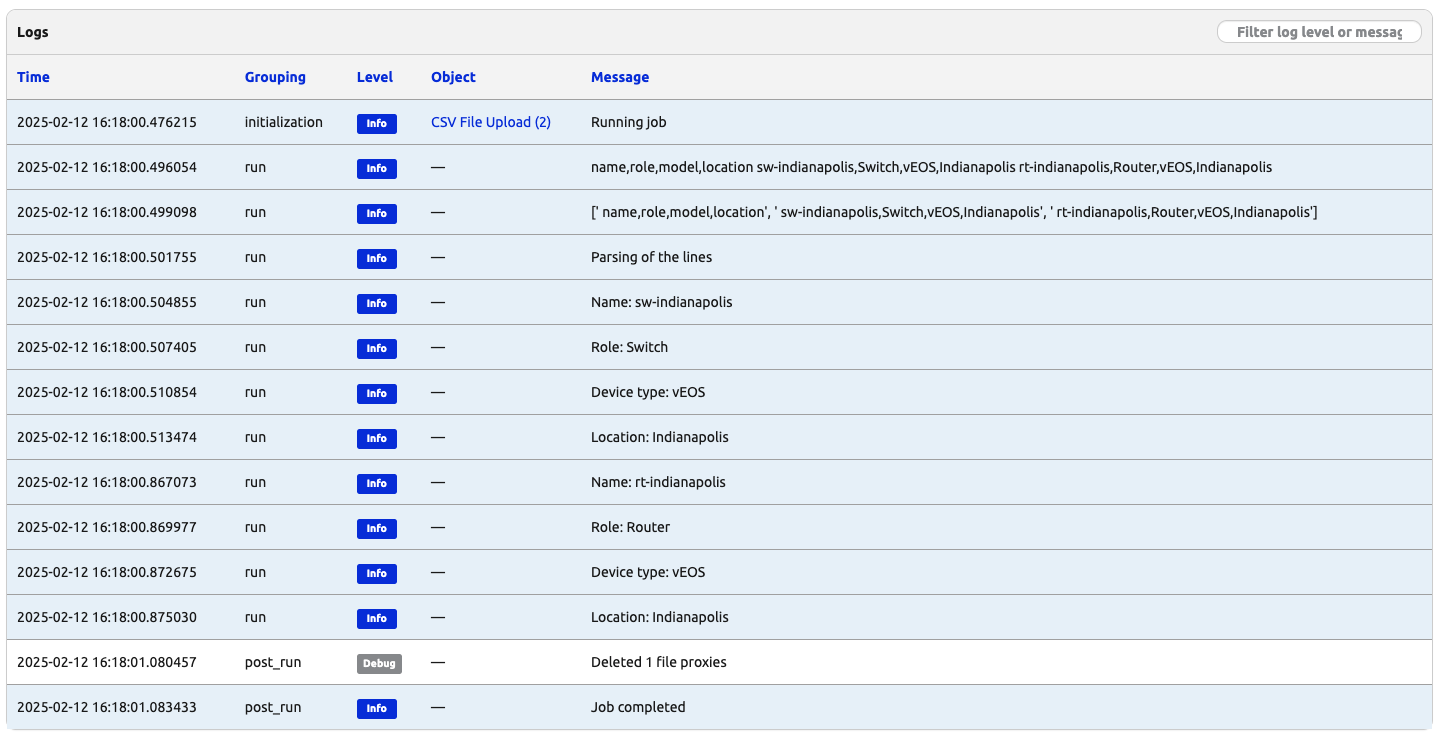 Logs Filter log level or messag
Time Grouping Level Object Message
2025-02-12 16:18:00.476215 initialization Info CSV File Upload (2) Running job
2025-02-12 16:18:00.496054 run Info — name,role,model,location sw-indianapolis,Switch,vEOS,Indianapolis rt-indianapolis,Router,vEOS,Indianapolis
2025-02-12 16:18:00.499098 run Info — [' name,role,model,location', ' sw-indianapolis,Switch,vEOS,Indianapolis', ' rt-indianapolis,Router,vEOS,Indianapolis']
2025-02-12 16:18:00.501755 run Info — Parsing of the lines
2025-02-12 16:18:00.504855 run Info — Name: sw-indianapolis
2025-02-12 16:18:00.507405 run Info — Role: Switch
2025-02-12 16:18:00.510854 run Info — Device type: vEOS
2025-02-12 16:18:00.513474 run Info — Location: Indianapolis
2025-02-12 16:18:00.867073 run Info — Name: rt-indianapolis
2025-02-12 16:18:00.869977 run Info — Role: Router
2025-02-12 16:18:00.872675 run Info — Device type: vEOS
2025-02-12 16:18:00.875030 run Info — Location: Indianapolis
2025-02-12 16:18:01.080457 post_run Debug — Deleted 1 file proxies
2025-02-12 16:18:01.083433 post_run Info — Job completed